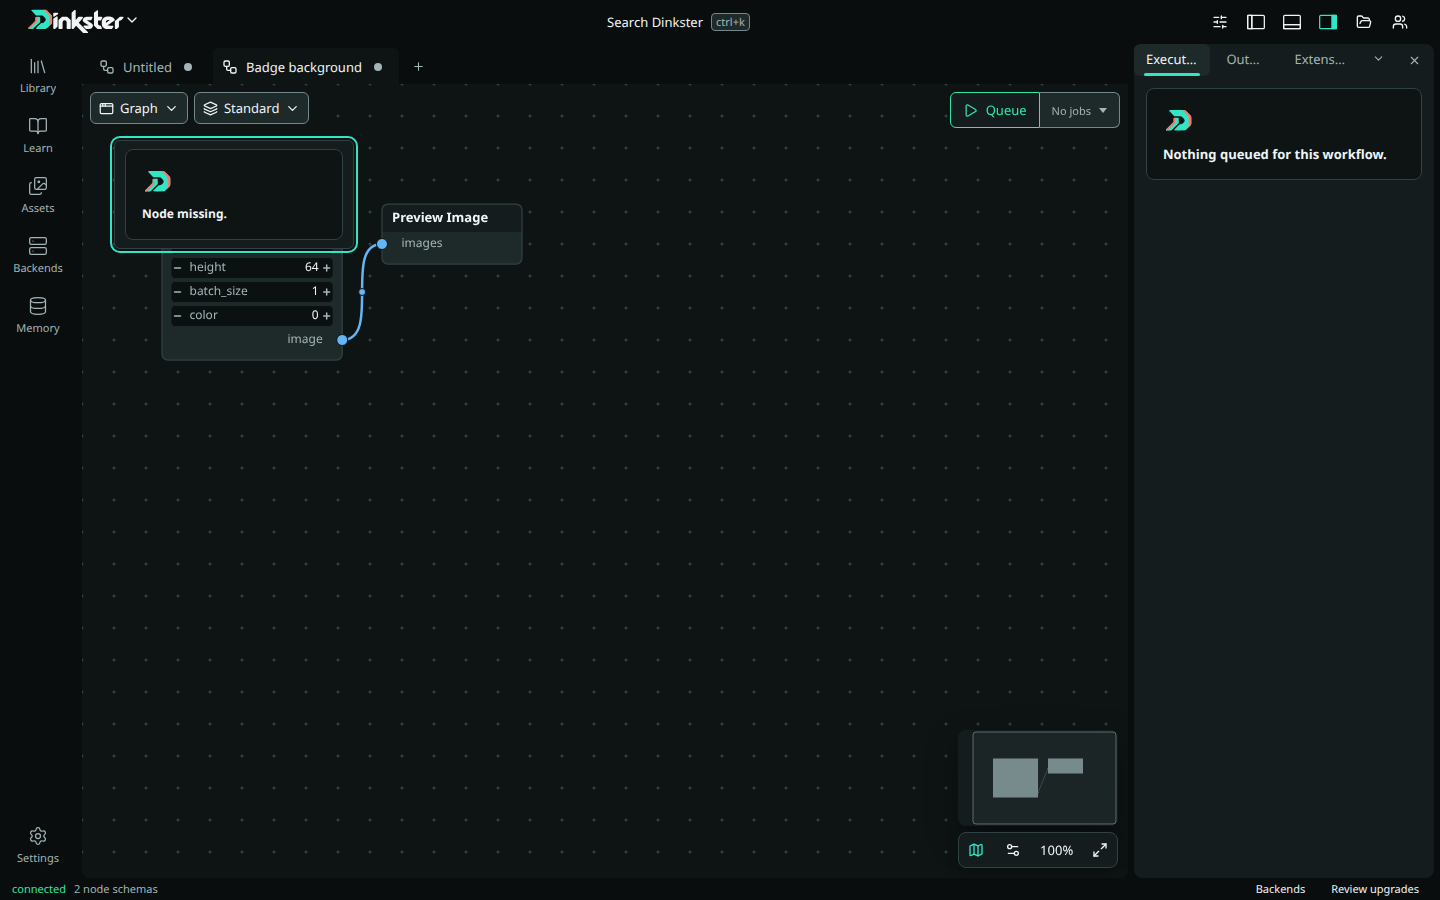 Dinkster
Search Dinkster ctrl+k
Library
Learn
Assets
Backends
Memory
Settings
Untitled
Badge background
Graph
Standard
Queue
No jobs
Node missing.
height 64
batch_size 1
color 0
image
Preview Image
images
100%
Execut...
Out...
Extens...
Nothing queued for this workflow.
connected 2 node schemas
Backends Review upgrades